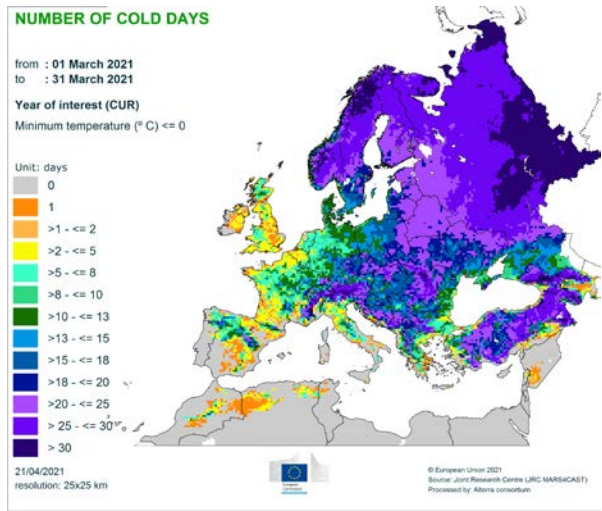 NUMBER OF COLD DAYS
from : 01 March 2021
to : 31 March 2021
Year of interest (CUR)
Minimum temperature (º C) <= 0
Unit: days
0
1
>1 - <= 2
>2 - <= 5
>5 - <= 8
>8 - <= 10
>10 - <= 13
>13 - <= 15
>15 - <= 18
>18 - <= 20
>20 - <= 25
> 25 - <= 30
> 30
21/04/2021
resolution: 25x25 km
European
Commission
© European Union 2021
Source: Joint Research Centre (JRC MARS4CAST)
Processed by: Alterra consortium